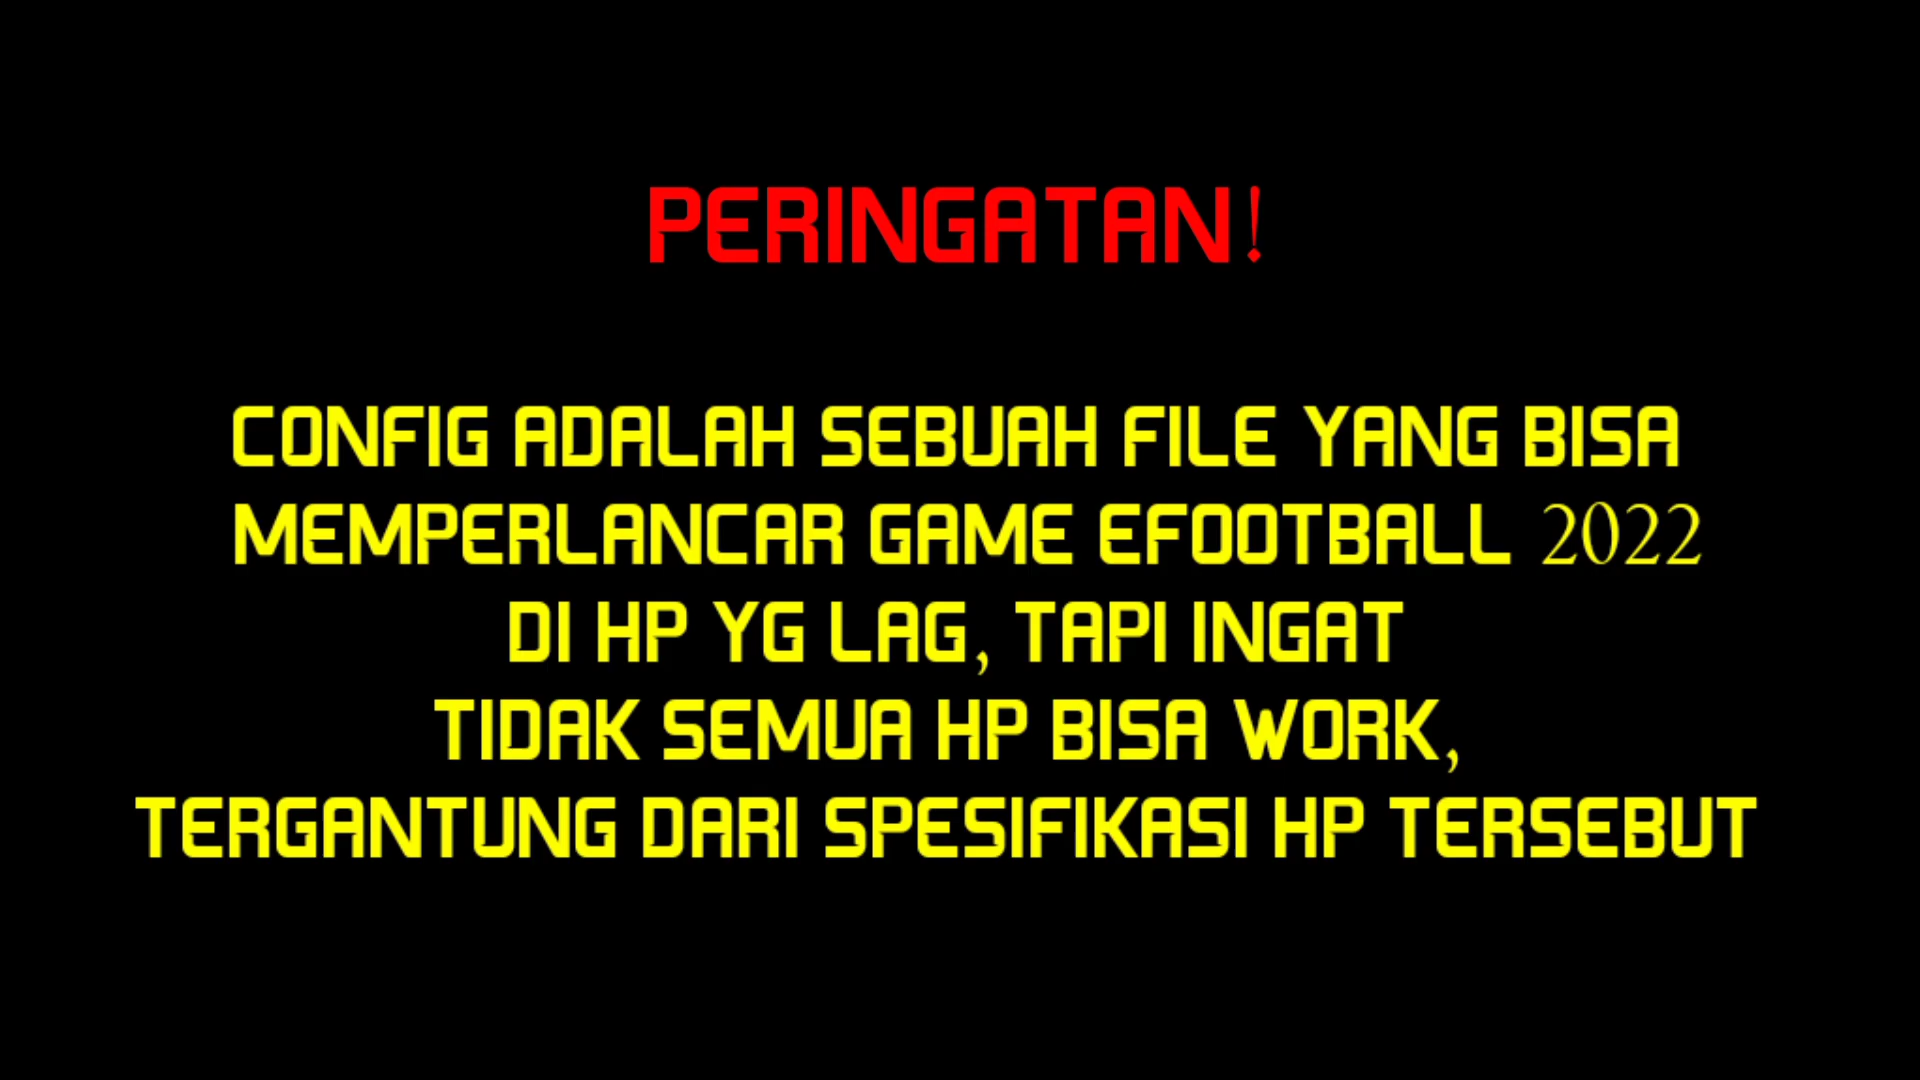 PERINGATAN!
CONFIG ADALAH SEBUAH FILE YANG BISA
MEMPERLANCAR GAME EFOOTBALL 2022
DI HP YG LAG, TAPI INGAT
TIDAK SEMUA HP BISA WORK,
TERGANTUNG DARI SPESIFIKASI HP TERSEBUT